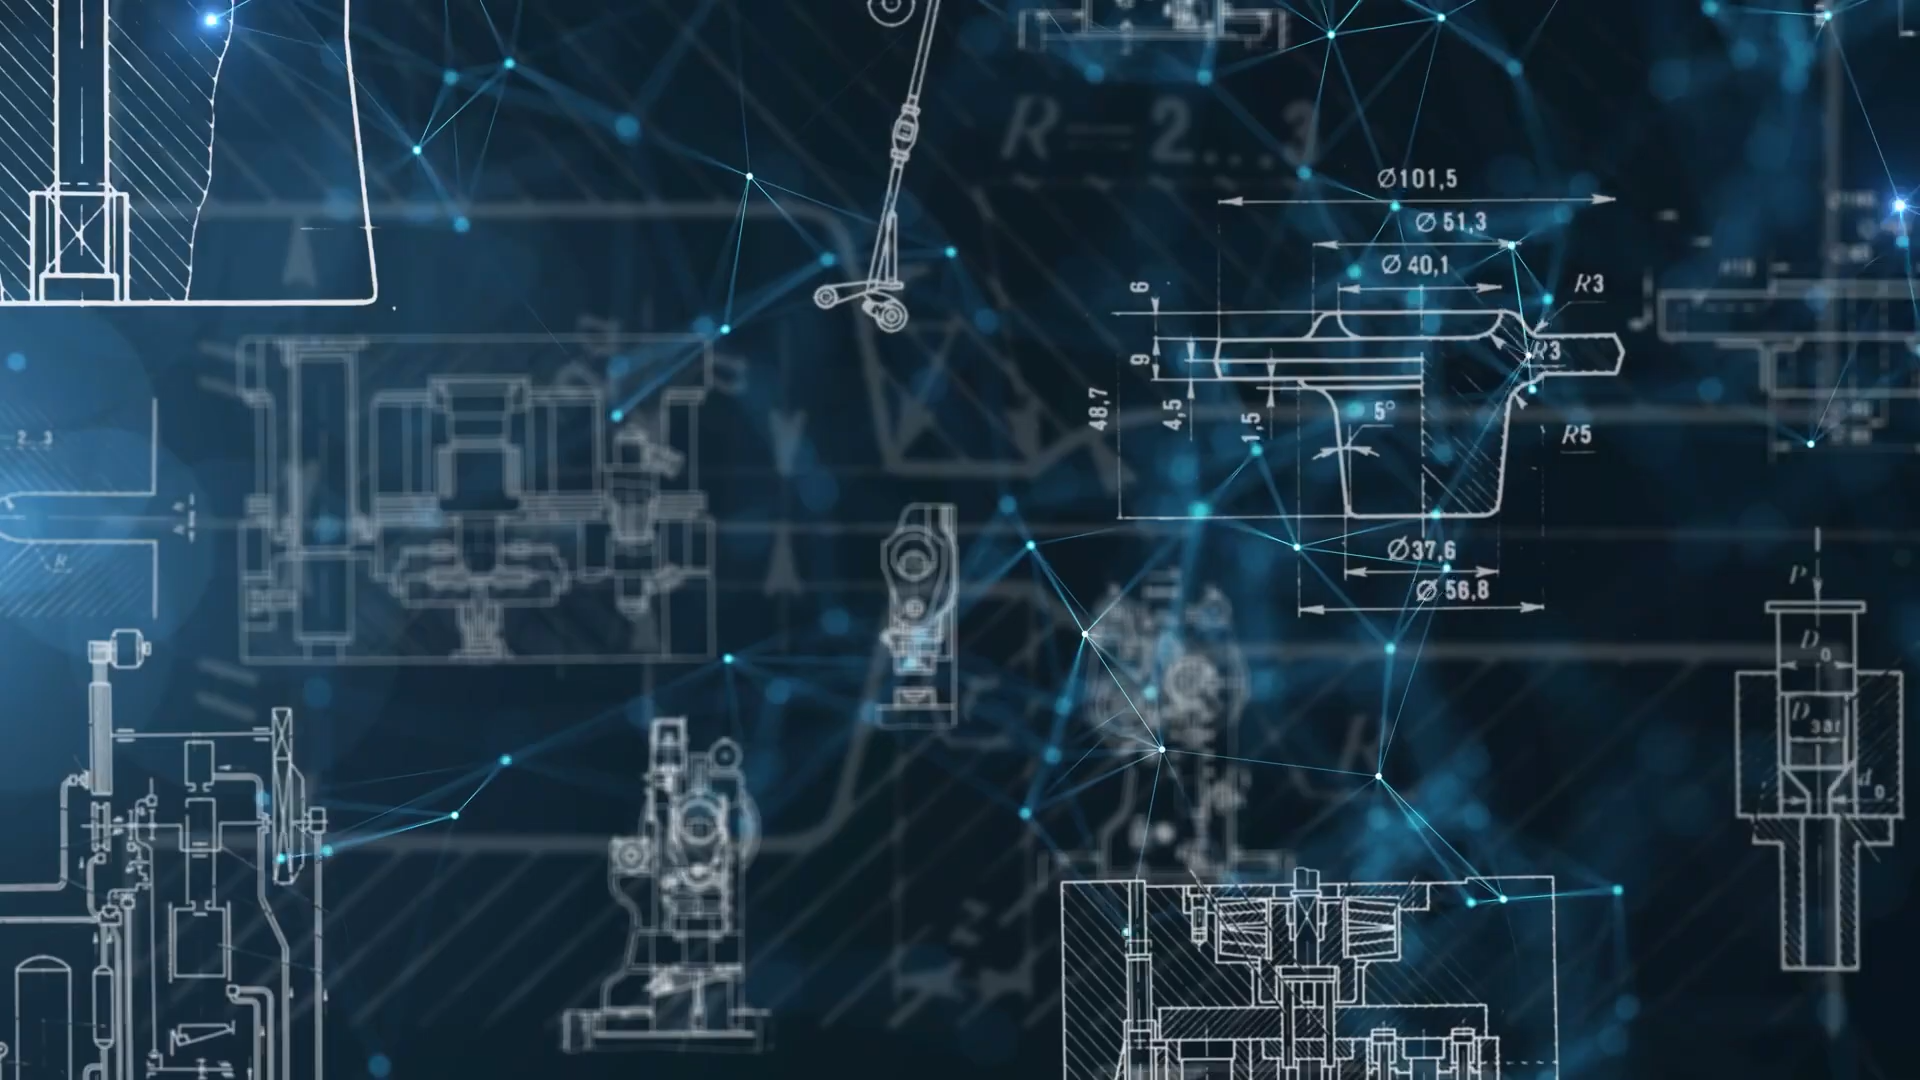 R=2...3
Ø101,5
Ø 51,3
Ø 40,1
R3
6
R3
9
48,7
4,5
1,5
5°
R5
2...3
R
Ø37,6
Ø 56,8
P
D₀
d₀
R